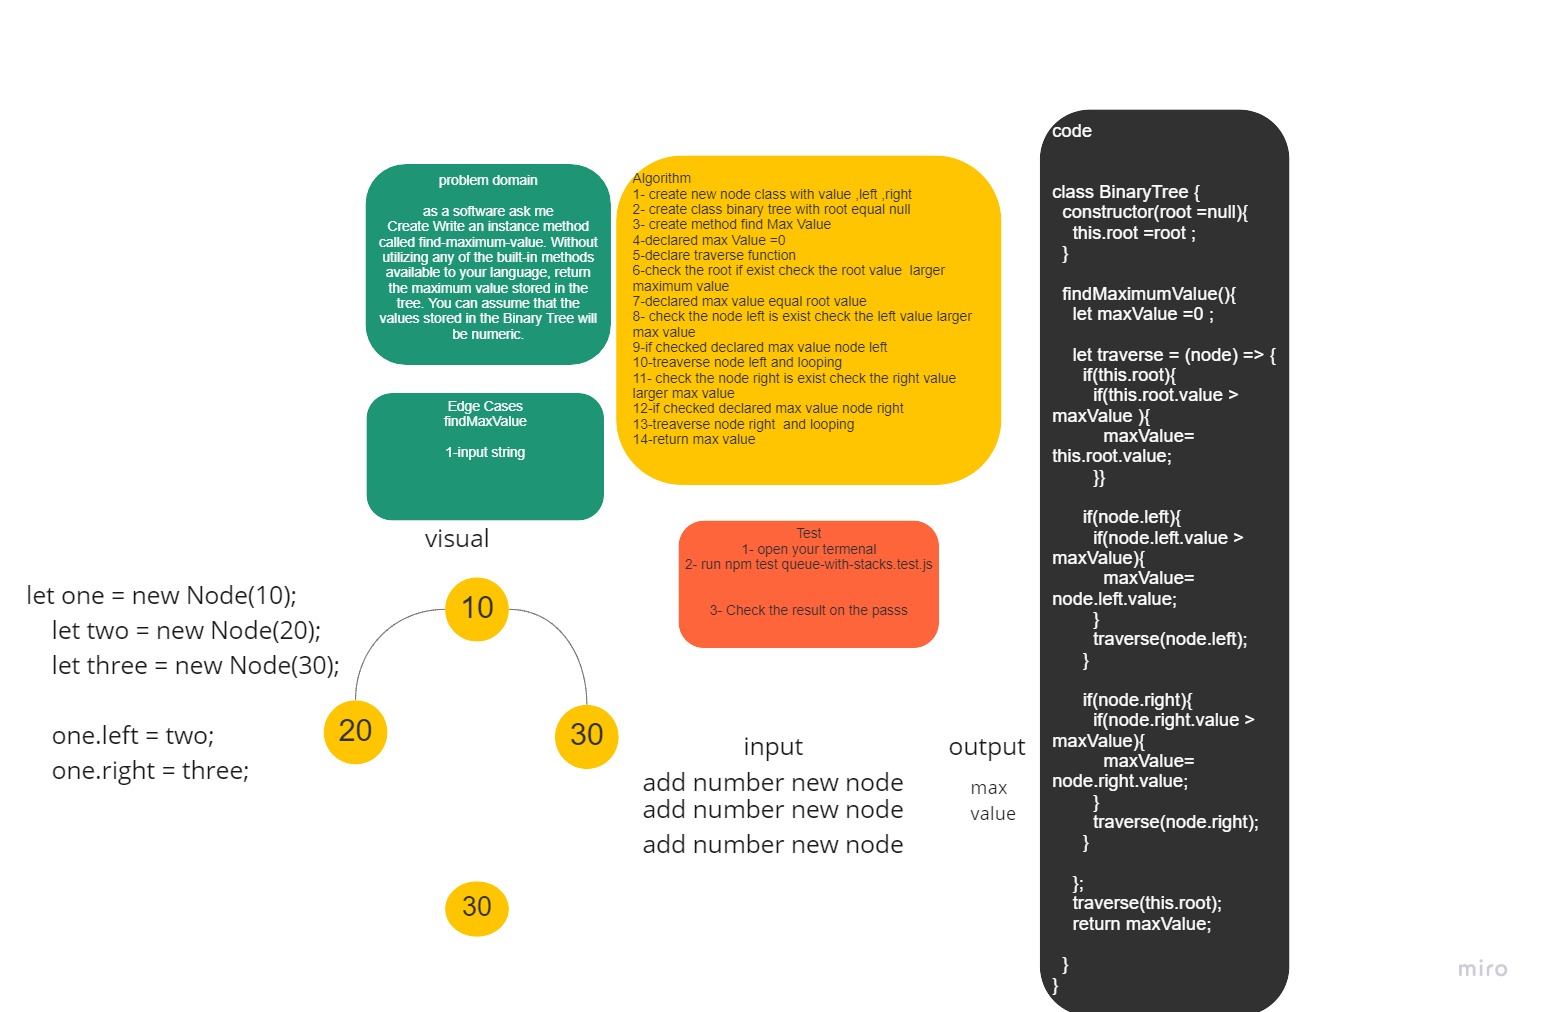 problem domain
as a software ask me
Create Write an instance method
called find-maximum-value. Without
utilizing any of the built-in methods
available to your language, return
the maximum value stored in the
tree. You can assume that the
values stored in the Binary Tree will
be numeric.
Edge Cases
findMaxValue
1-input string
Algorithm
1- create new node class with value ,left ,right
2- create class binary tree with root equal null
3- create method find Max Value
4-declared max Value =0
5-declare traverse function
6-check the root if exist check the root value  larger
maximum value
7-declared max value equal root value
8- check the node left is exist check the left value larger
max value
9-if checked declared max value node left
10-treaverse node left and looping
11- check the node right is exist check the right value
larger max value
12-if checked declared max value node right
13-treaverse node right  and looping
14-return max value
Test
1- open your termenal
2- run npm test queue-with-stacks.test.js
3- Check the result on the passs
visual
let one = new Node(10);
let two = new Node(20);
let three = new Node(30);
one.left = two;
one.right = three;
10
20
30
30
input
add number new node
add number new node
add number new node
output
max
value
code
class BinaryTree {
constructor(root =null){
this.root =root ;
}
findMaximumValue(){
let maxValue =0 ;
let traverse = (node) => {
if(this.root){
if(this.root.value >
maxValue ){
maxValue=
this.root.value;
}}
if(node.left){
if(node.left.value >
maxValue){
maxValue=
node.left.value;
}
traverse(node.left);
}
if(node.right){
if(node.right.value >
maxValue){
maxValue=
node.right.value;
}
traverse(node.right);
}
};
traverse(this.root);
return maxValue;
}
}
miro